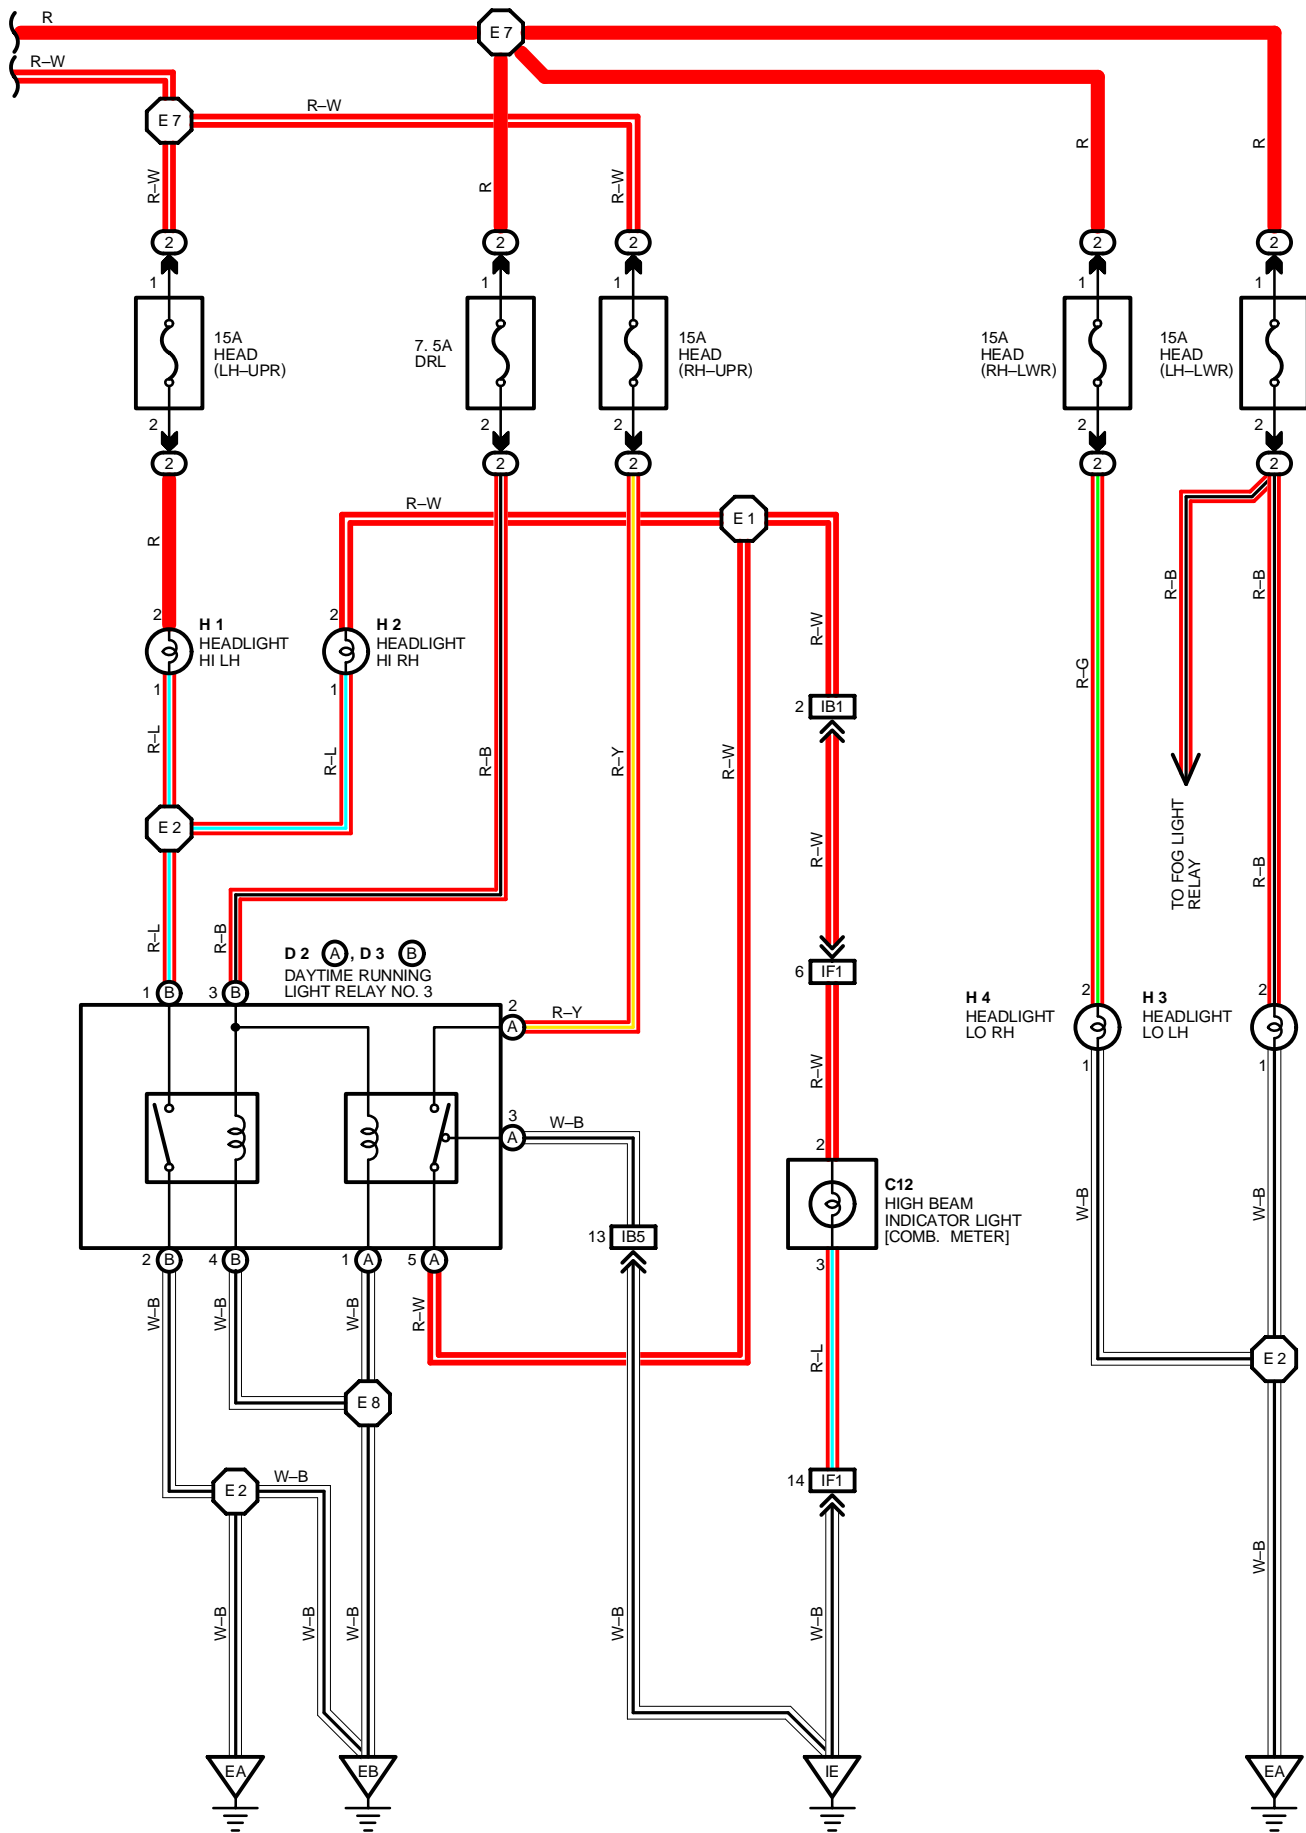 R
E 7
R–W
R–W
E 7
R–W
R
R–W
R
R
2
2
2
2
2
1
1
1
1
1
15A
HEAD
(LH–UPR)
7. 5A
DRL
15A
HEAD
(RH–UPR)
15A
HEAD
(RH–LWR)
15A
HEAD
(LH–LWR)
2
2
2
2
2
2
2
2
2
2
R–W
E 1
R
R–B
R–B
2
H 1
HEADLIGHT
HI LH
2
H 2
HEADLIGHT
HI RH
R–W
R–G
1
1
2
IB1
R–L
R–L
R–B
R–Y
R–W
E 2
R–W
TO FOG LIGHT
RELAY
R–B
R–L
R–B
D 2 A , D 3 B
DAYTIME RUNNING
LIGHT RELAY NO. 3
6
IF1
1
B
3
B
2
A
R–Y
H 4
HEADLIGHT
LO RH
2
H 3
HEADLIGHT
LO LH
2
R–W
1
1
3
A
W–B
2
C12
HIGH BEAM
INDICATOR LIGHT
[COMB. METER]
W–B
W–B
13
IB5
2
B
4
B
1
A
5
A
3
W–B
W–B
W–B
R–W
R–L
E 2
E 8
E 2
W–B
14
IF1
W–B
W–B
W–B
W–B
W–B
W–B
EA
EB
IE
EA